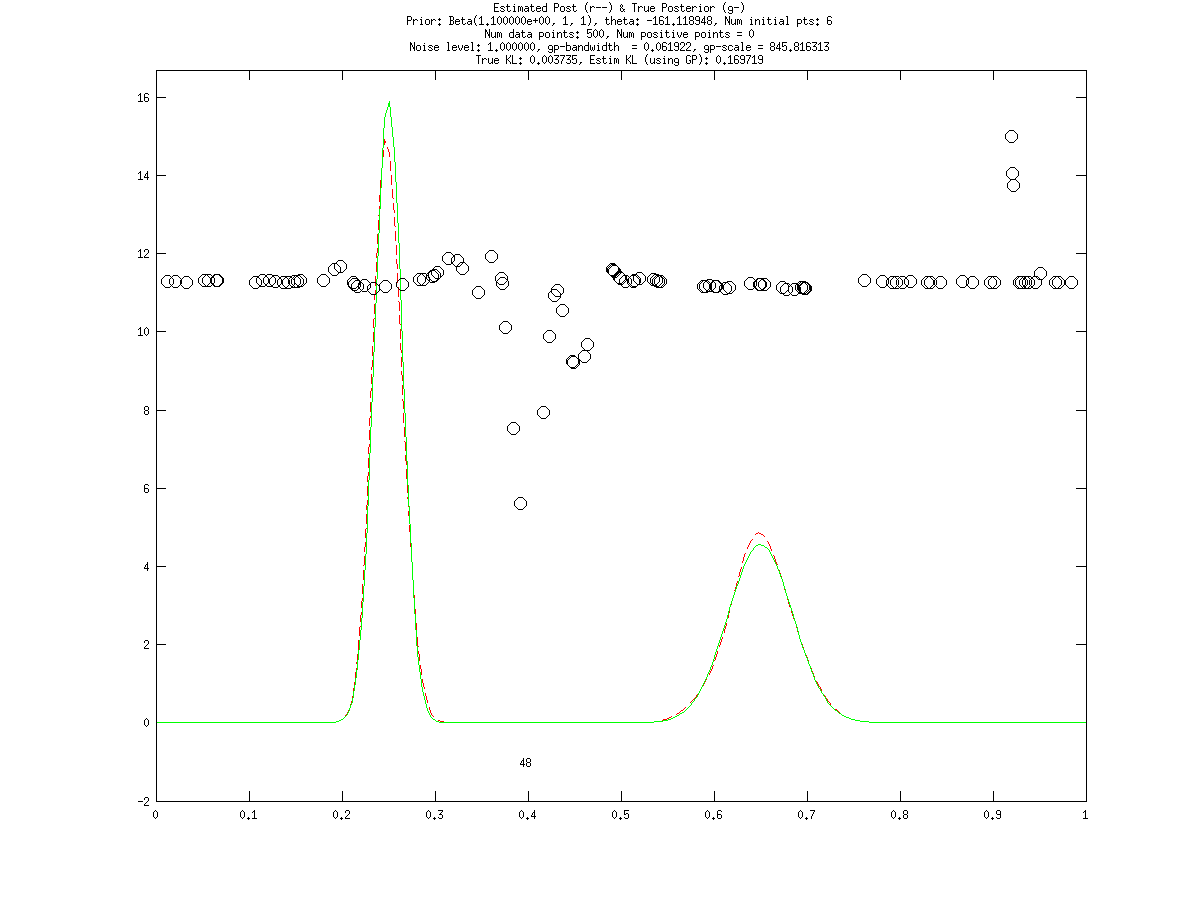 Estimated Post (r--) & True Posterior (g-)
Prior: Beta(1.100000e+00, 1, 1), theta: -161.118948, Num initial pts: 6
Num data points: 500, Num positive points = 0
Noise level: 1.000000, gp-bandwidth  = 0.061922, gp-scale = 845.816313
True KL: 0.003735, Estim KL (using GP): 0.169719
16
14
12
10
8
6
4
2
0
48
-2
0 0.1 0.2 0.3 0.4 0.5 0.6 0.7 0.8 0.9 1